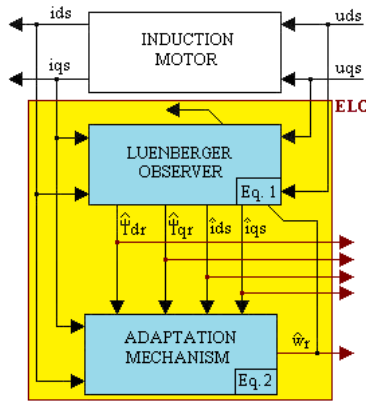 ids
INDUCTION
MOTOR
uds
iqs
uqs
ELO
LUENBERGER
OBSERVER
Eq. 1
Ψ̂dr
Ψ̂qr
îds
îqs
ADAPTATION
MECHANISM
Eq.2
ŵr